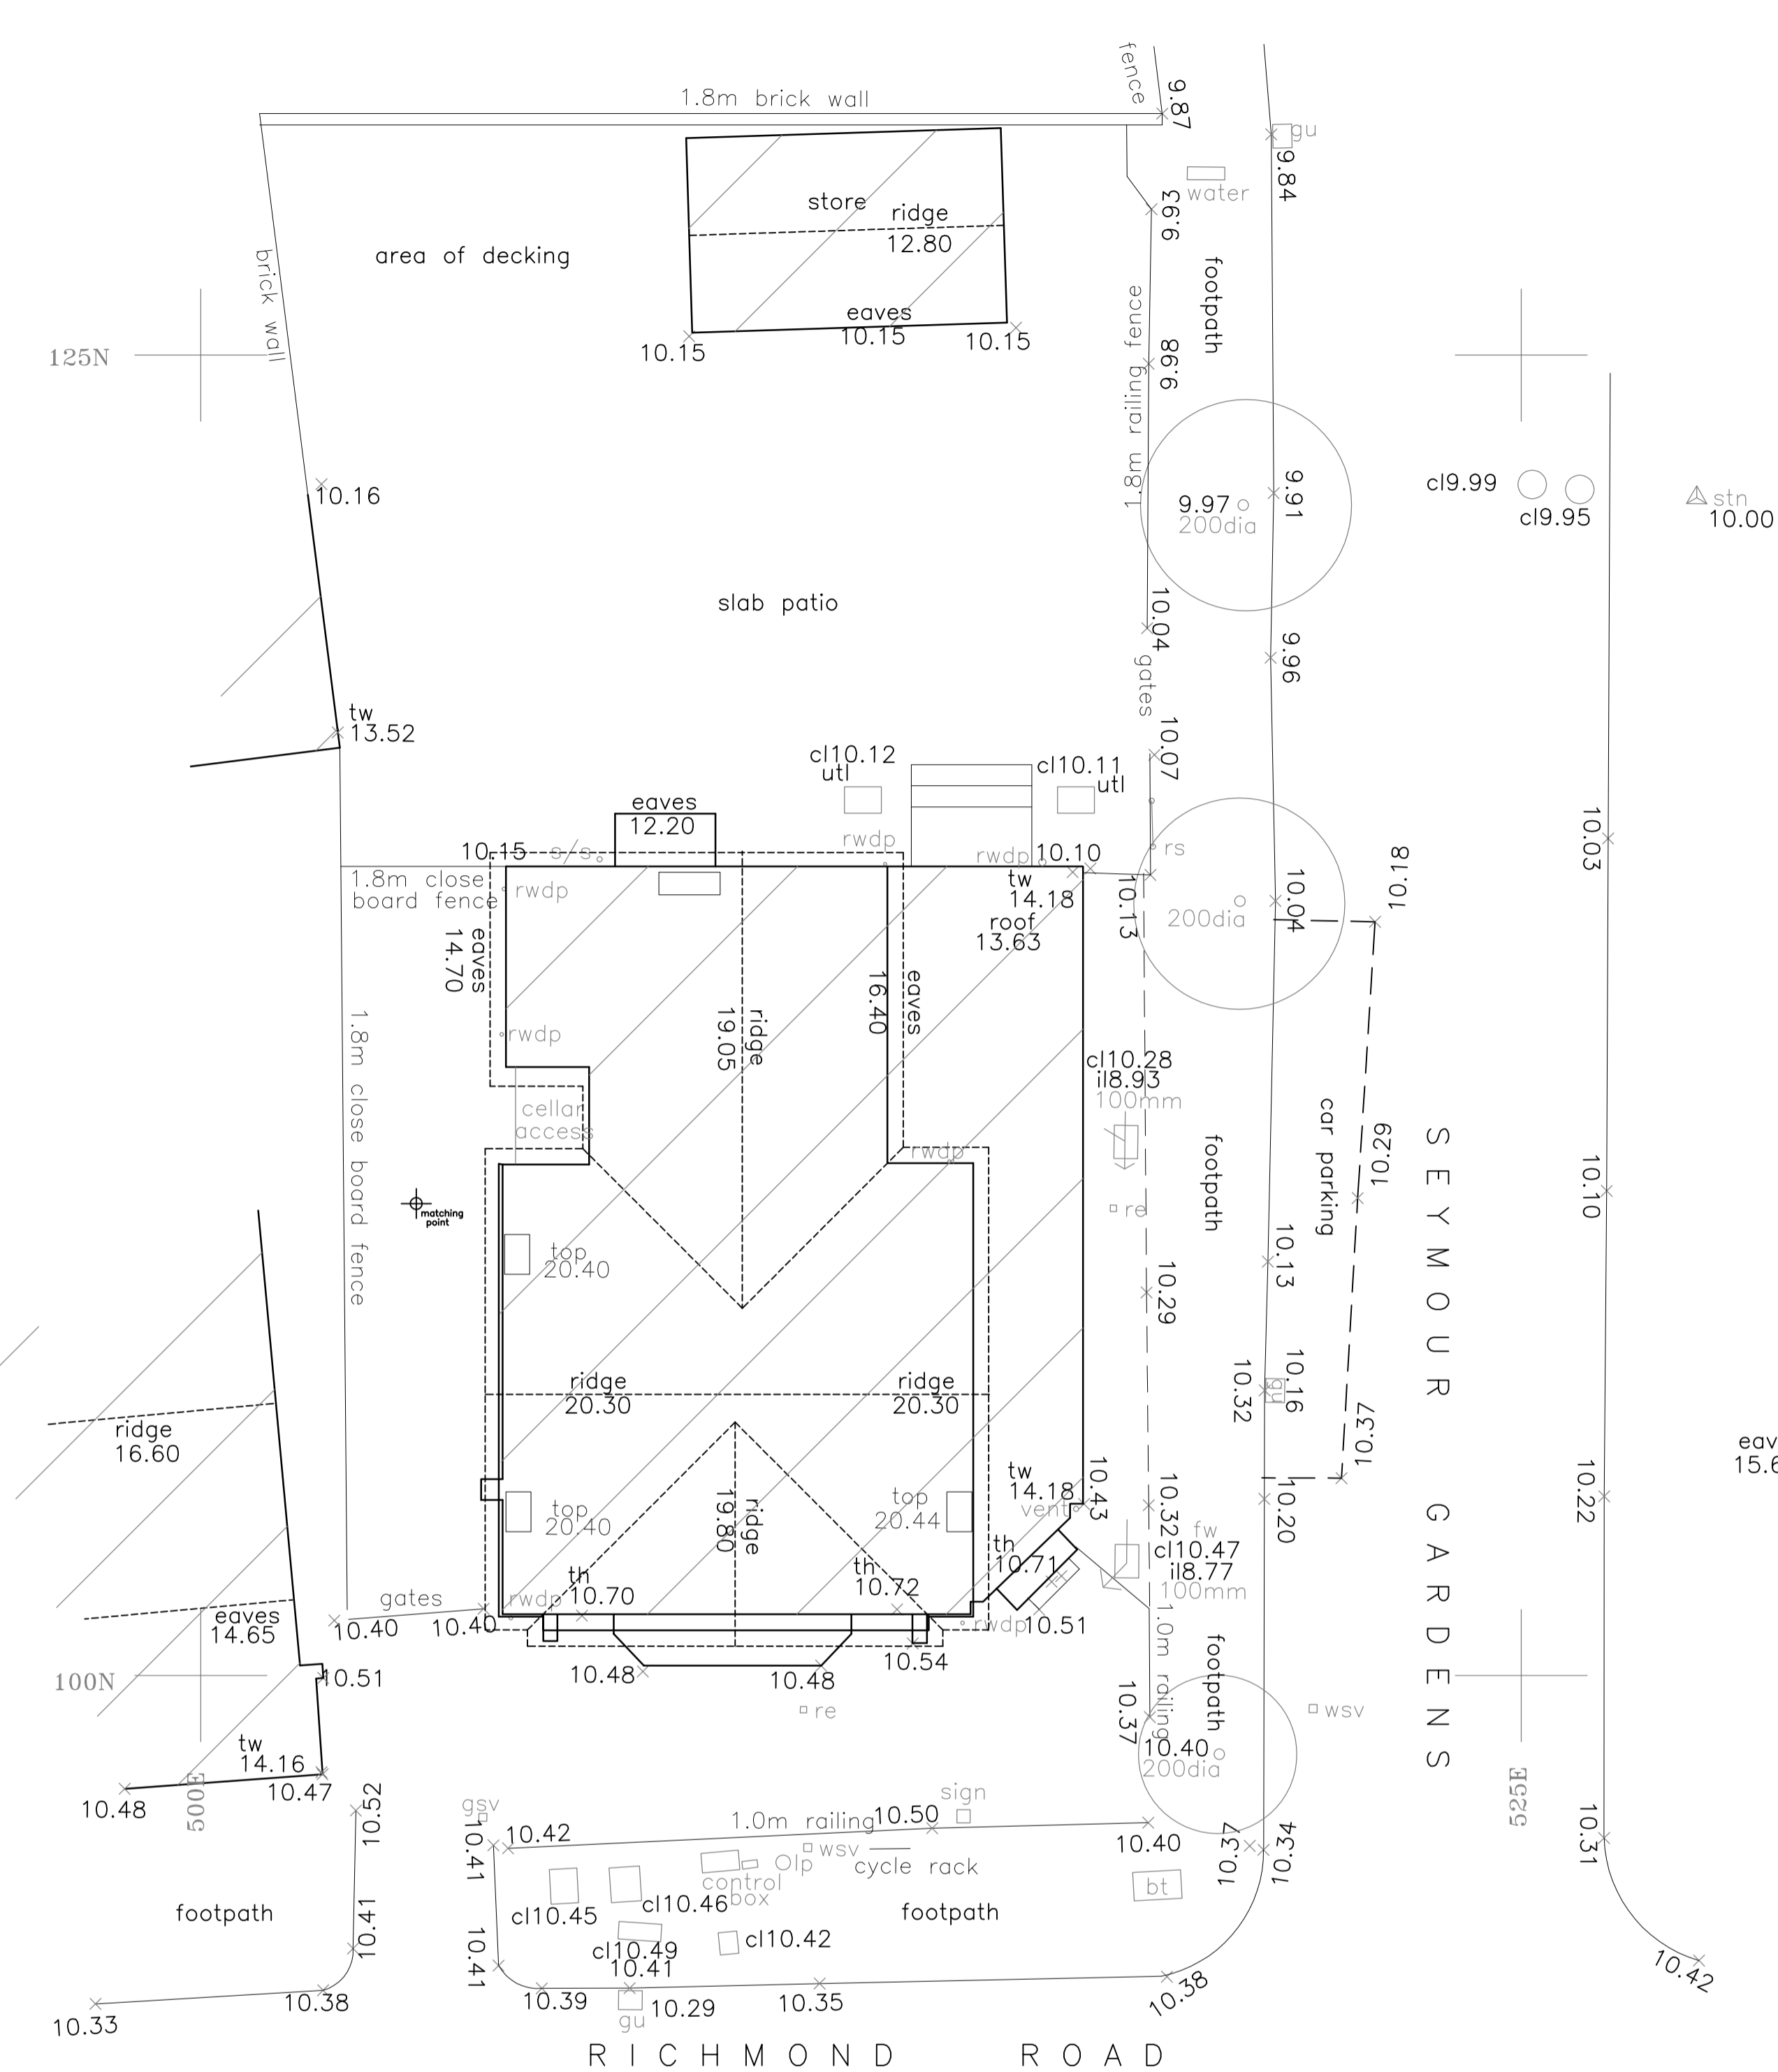 fence
9.87
1.8m brick wall
gu
9.84
water
9.93
store
ridge
12.80
area of decking
brick wall
footpath
eaves
10.15
10.15
10.15
125N
1.8m railing fence
9.98
10.16
9.97
200dia
9.91
cl9.99
cl9.95
stn
10.00
slab patio
10.04
9.96
gates
tw
13.52
10.07
cl10.12
utl
cl10.11
utl
eaves
12.20
rwdp
rs
10.03
10.15
s/s
rwdp
10.10
10.18
1.8m close
board fence
rwdp
tw
14.18
10.13
200dia
10.04
roof
13.63
eaves
14.70
16.40
eaves
rwdp
ridge
19.05
1.8m close board fence
cl10.28
il8.93
100mm
cellar
access
car parking
10.29
footpath
rwdp
10.10
SEYMOUR GARDENS
matching
point
re
top
20.40
10.13
10.29
ridge
20.30
ridge
20.30
10.32
hb
10.16
ridge
16.60
10.37
eav
15.6
tw
14.18
10.43
10.22
top
20.40
ridge
19.80
top
20.44
vent
10.32
10.20
fw
cl10.47
il8.77
100mm
th
10.71
th
10.70
th
10.72
gates
rwdp
eaves
14.65
10.40
10.40
rwdp
10.51
1.0m railing
footpath
10.54
10.48
10.48
10.51
100N
re
10.37
wsv
tw
14.16
10.40
200dia
10.47
10.48
500E
525E
10.52
gsv
sign
1.0m railing
10.50
10.42
10.41
10.40
10.37
10.34
10.31
wsv
cycle rack
Olp
control
box
bt
cl10.45
cl10.46
footpath
footpath
10.41
10.41
cl10.49
10.41
cl10.42
10.42
10.38
10.39
10.29
10.35
10.38
10.33
gu
RICHMOND ROAD